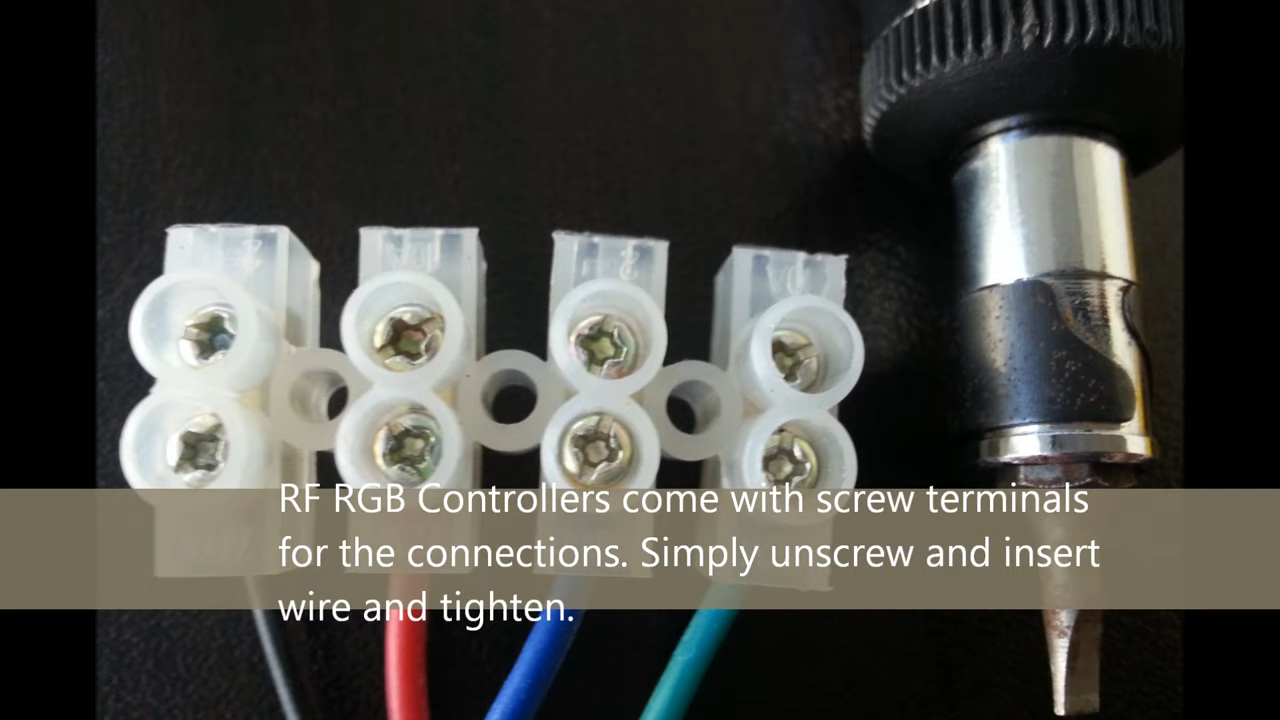 RF RGB Controllers come with screw terminals
for the connections. Simply unscrew and insert
wire and tighten.